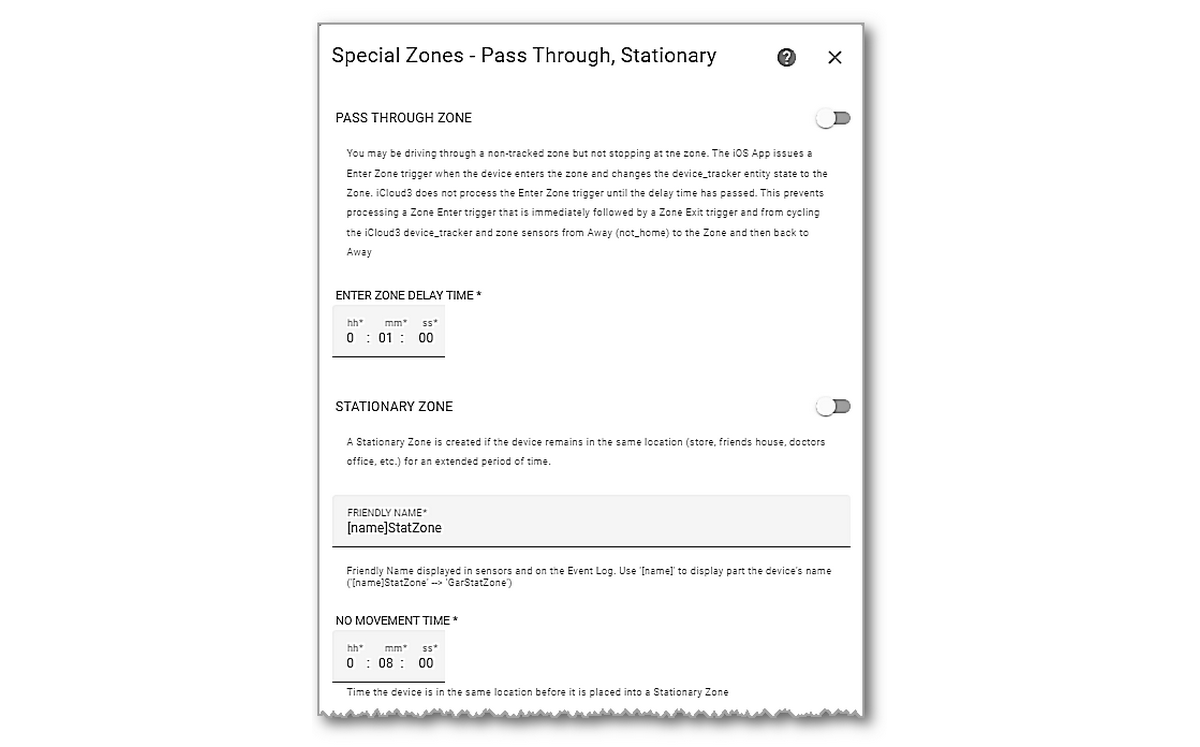 Special Zones - Pass Through, Stationary
PASS THROUGH ZONE
You may be driving through a non-tracked zone but not stopping at tne zone. The iOS App issues a
Enter Zone trigger when the device enters the zone and changes the device_tracker entity state to the
Zone. iCloud3 does not process the Enter Zone trigger until the delay time has passed. This prevents
processing a Zone Enter trigger that is immediately followed by a Zone Exit trigger and from cycling
the iCloud3 device_tracker and zone sensors from Away (not_home) to the Zone and then back to
Away
ENTER ZONE DELAY TIME *
hh* mm* ss*
0 : 01 : 00
STATIONARY ZONE
A Stationary Zone is created if the device remains in the same location (store, friends house, doctors
office, etc.) for an extended period of time.
FRIENDLY NAME*
[name]StatZone
Friendly Name displayed in sensors and on the Event Log. Use '[name]' to display part the device's name
('[name]StatZone' --> 'GarStatZone')
NO MOVEMENT TIME *
hh* mm* ss*
0 : 08 : 00
Time the device is in the same location before it is placed into a Stationary Zone